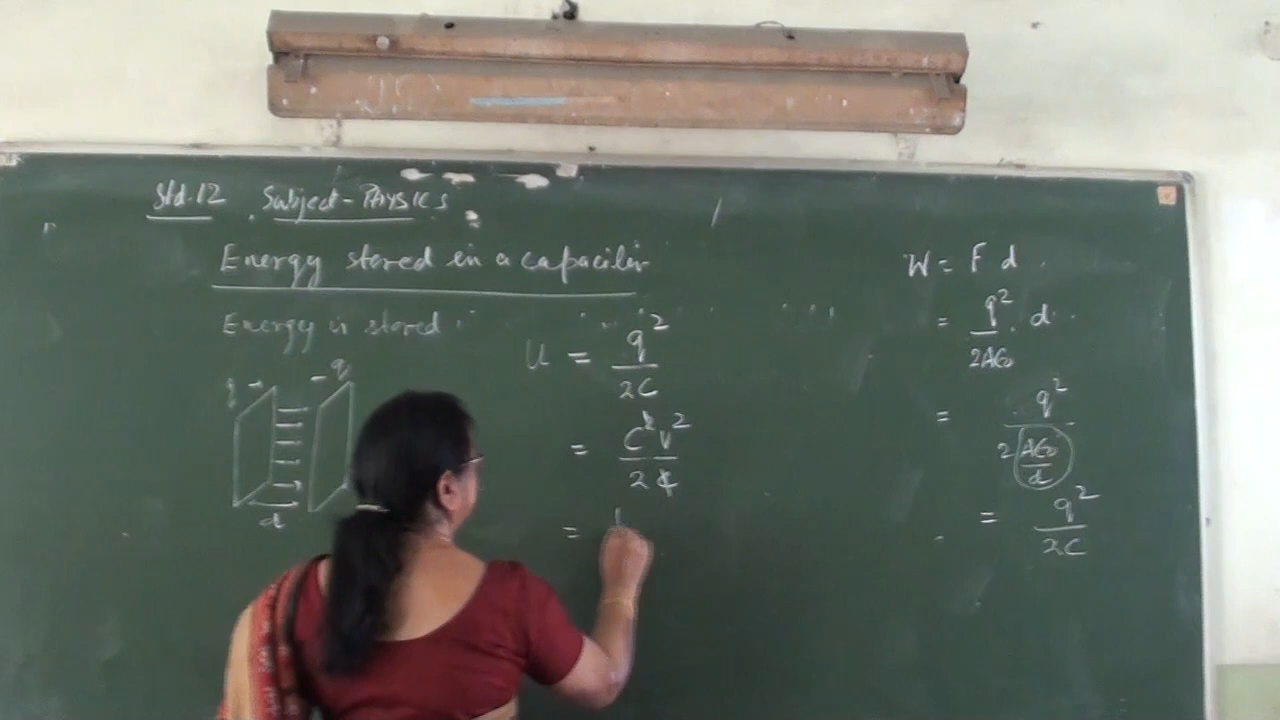 Std.12 Subject-PHYSICS
Energy stored in a capacitor
Energy is stored
q + - q
d
U = q²/2C
= C²V²/2C
= 1
W = F d
= q²/2Aϵ₀ . d
= q²/2(Aϵ₀/d)
= q²/2C